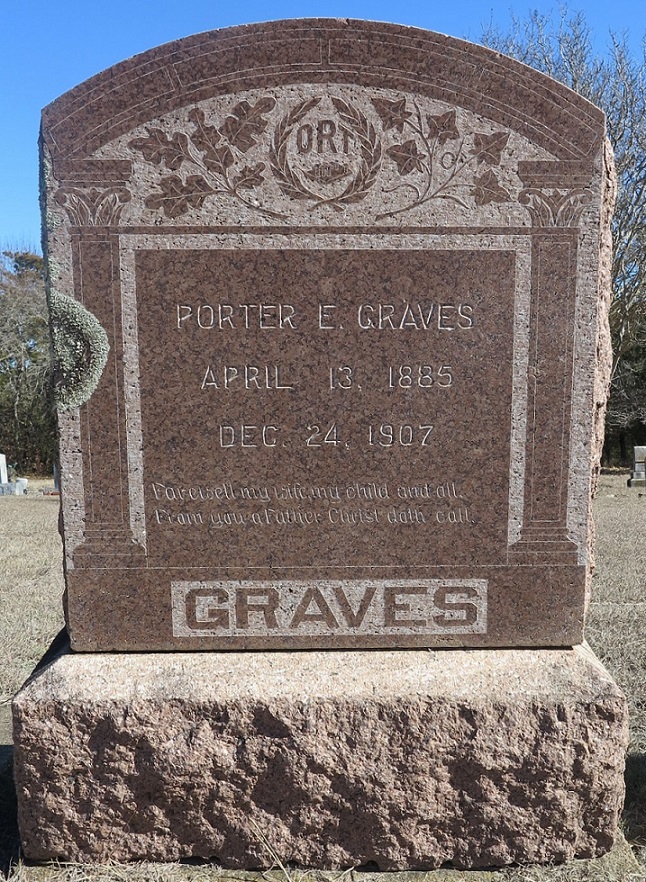 ORT
PORTER E. GRAVES
APRIL 13, 1885
DEC. 24, 1907
Farewell my wife, my child and all.
From you a Father Christ doth call.
GRAVES